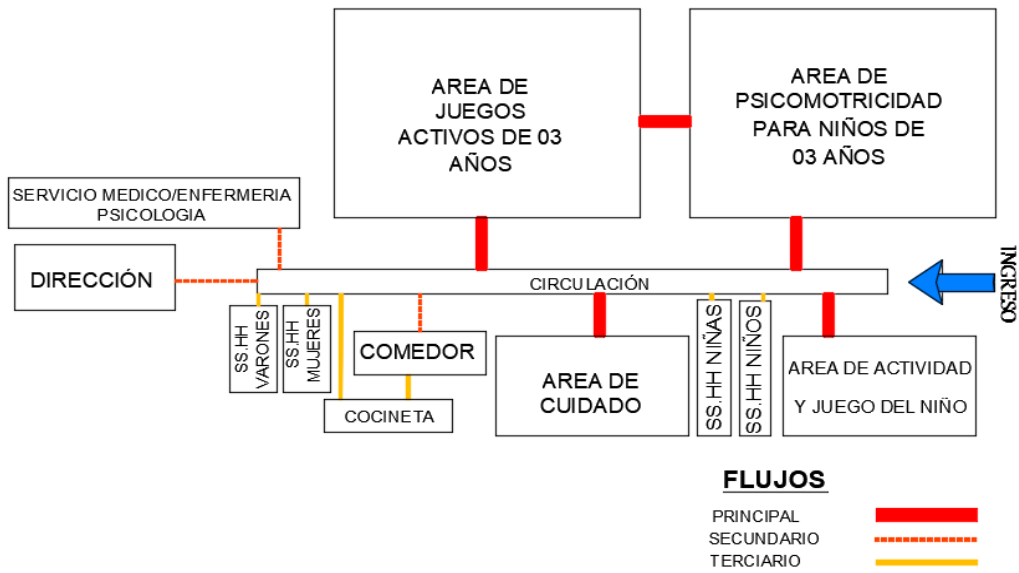 AREA DE
JUEGOS
ACTIVOS DE 03
AÑOS
AREA DE
PSICOMOTRICIDAD
PARA NIÑOS DE
03 AÑOS
SERVICIO MEDICO/ENFERMERIA
PSICOLOGIA
DIRECCIÓN
CIRCULACIÓN
INGRESO
SS.HH
VARONES
SS.HH
MUJERES
COMEDOR
COCINETA
AREA DE
CUIDADO
SS.HH NIÑAS
SS.HH NIÑOS
AREA DE ACTIVIDAD
Y JUEGO DEL NIÑO
FLUJOS
PRINCIPAL
SECUNDARIO
TERCIARIO